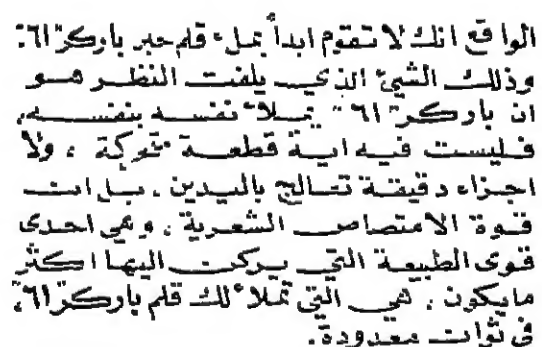 الواقع انك لا تقوم ابداً بملء قلم حبر باركر "٦١".
وذلك الشيء الذي يلفت النظر هو
ان باركر "٦١" يملأ نفسه بنفسه.
فليست فيه اية قطعة متحركة ، ولا
اجزاء دقيقة تعالج باليدين . بل ان
قوة الامتصاص الشعرية ، وهي احدى
قوى الطبيعة التي يركن اليها اكثر
مايكون ، هي التي تملأ لك قلم باركر "٦١"،
في ثوان معدودة.